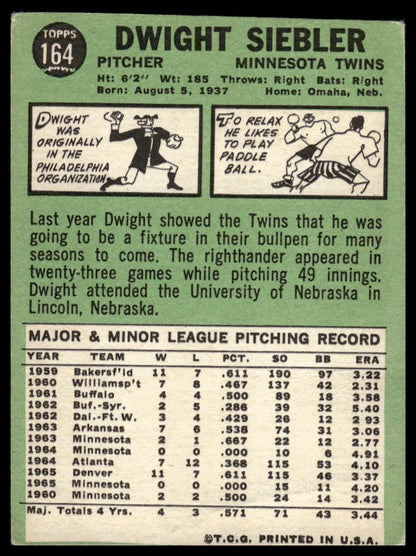 TOPPS
164
DWIGHT SIEBLER
PITCHER MINNESOTA TWINS
Ht: 6'2" Wt: 185 Throws: Right Bats: Right
Born: August 5, 1937 Home: Omaha, Neb.
DWIGHT
WAS
ORIGINALLY
IN THE
PHILADELPHIA
ORGANIZATION.
TO RELAX
HE LIKES
TO PLAY
PADDLE
BALL.
Last year Dwight showed the Twins that he was
going to be a fixture in their bullpen for many
seasons to come. The righthander appeared in
twenty-three games while pitching 49 innings.
Dwight attended the University of Nebraska in
Lincoln, Nebraska.
MAJOR & MINOR LEAGUE PITCHING RECORD
YEAR TEAM W L PCT. SO BB ERA
1959 Bakersf'ld 11 7 .611 190 97 3.22
1960 Williamsp't 7 8 .467 137 42 2.31
1961 Buffalo 4 4 .500 89 18 3.58
1962 Buf.-Syr. 2 5 .286 39 32 5.40
1962 Dal.-Ft. W. 3 4 .429 26 12 2.93
1963 Arkansas 7 6 .538 74 31 3.06
1963 Minnesota 2 1 .667 22 12 2.77
1964 Minnesota 0 0 .000 10 6 4.91
1964 Atlanta 7 12 .368 115 53 4.10
1965 Denver 11 7 .611 115 46 3.37
1965 Minnesota 0 0 .000 15 11 4.20
1960 Minnesota 2 2 .500 24 14 3.42
Maj. Totals 4 Yrs. 4 3 .571 71 43 3.44
©T.C.G. PRINTED IN U.S.A.